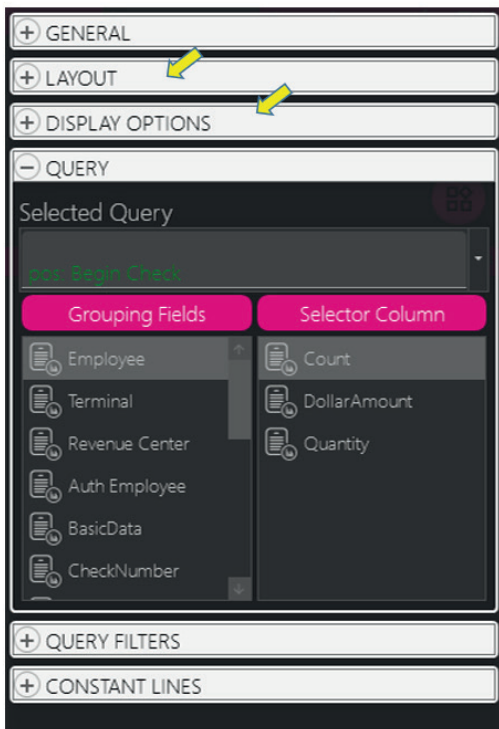 GENERAL
LAYOUT
DISPLAY OPTIONS
QUERY
Selected Query
pos: Begin Check
Grouping Fields
Selector Column
Employee
Terminal
Revenue Center
Auth Employee
BasicData
CheckNumber
Count
DollarAmount
Quantity
QUERY FILTERS
CONSTANT LINES